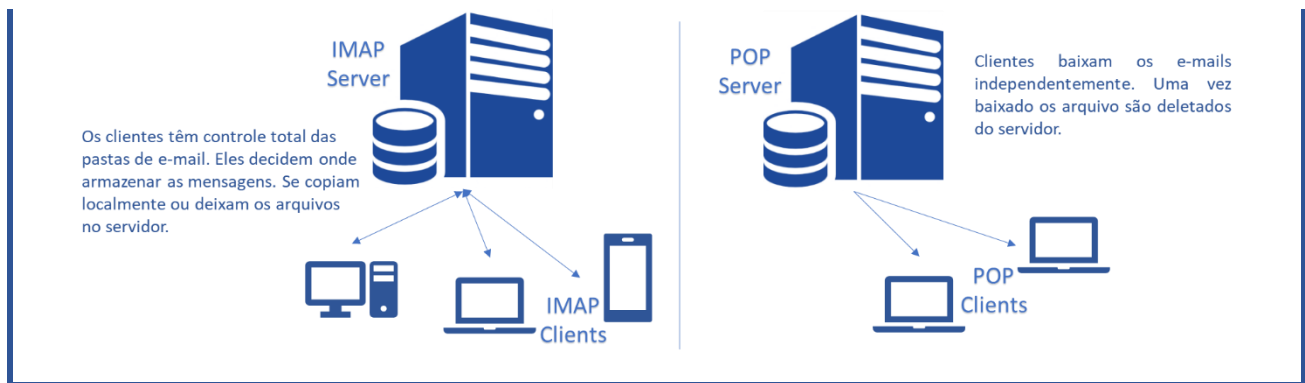 IMAP
Server
Os clientes têm controle total das
pastas de e-mail. Eles decidem onde
armazenar as mensagens. Se copiam
localmente ou deixam os arquivos
no servidor.
IMAP
Clients
POP
Server
Clientes baixam os e-mails
independentemente. Uma vez
baixado os arquivo são deletados
do servidor.
POP
Clients